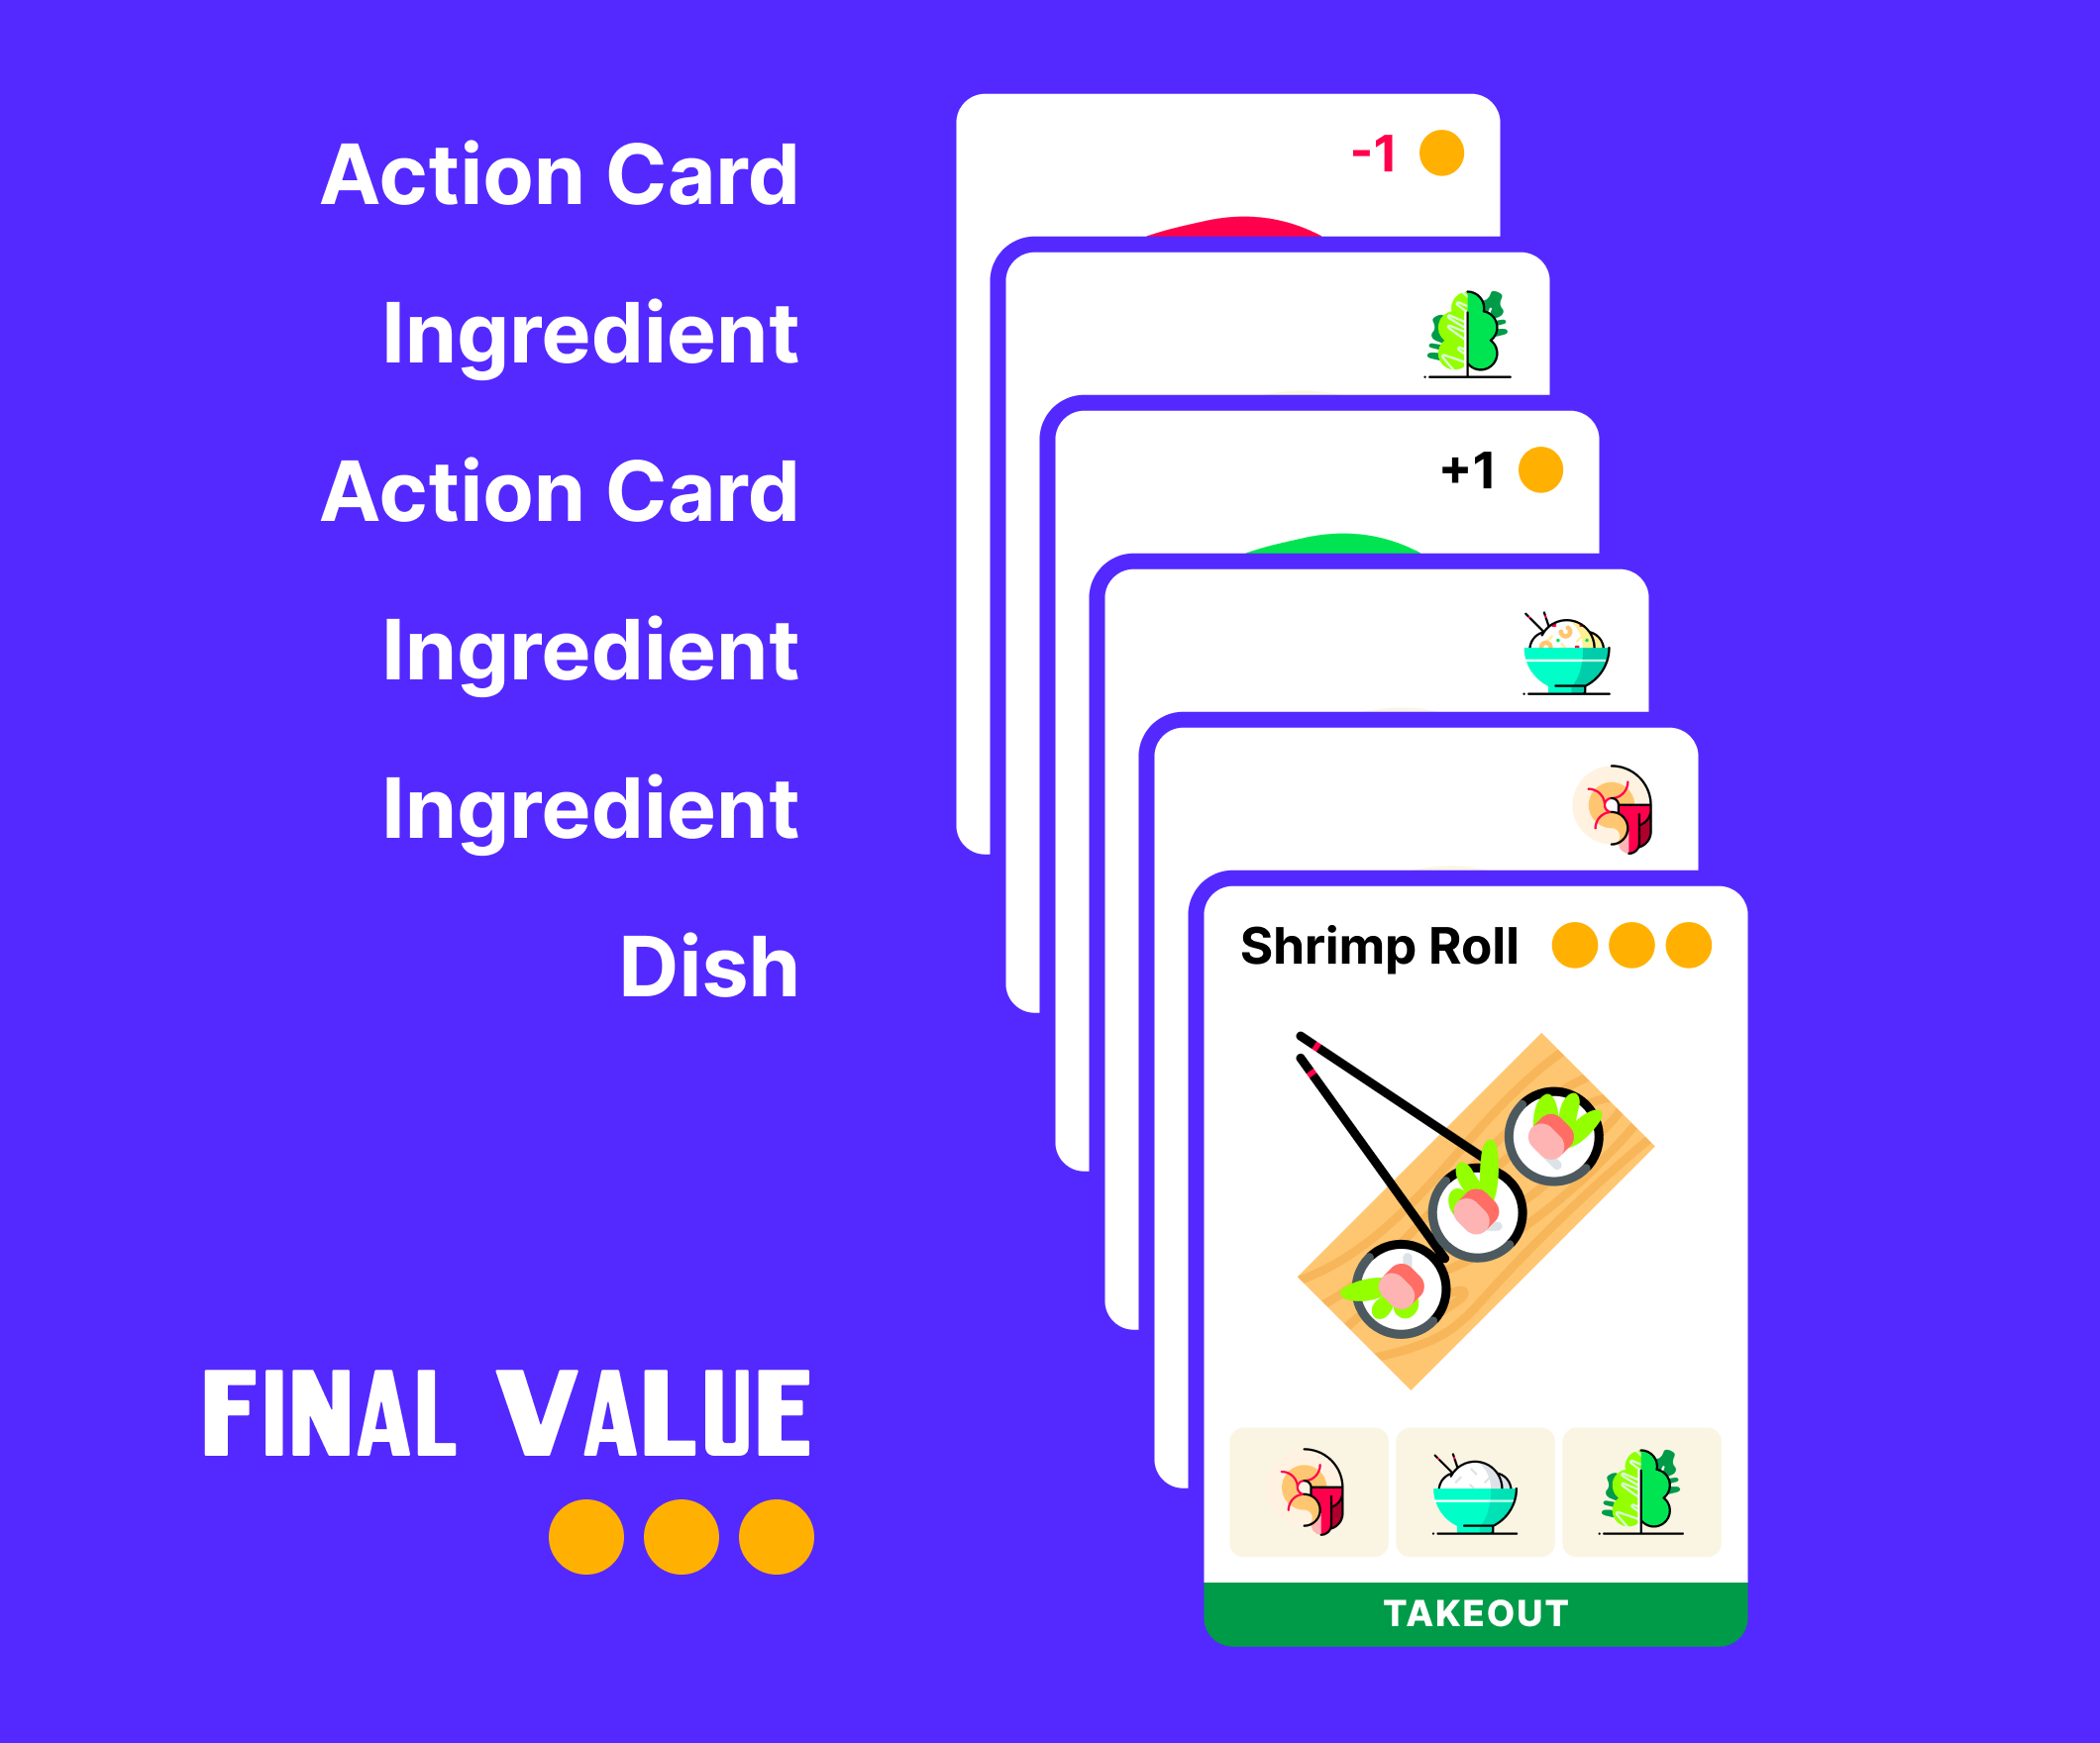 Action Card
-1
Ingredient
Action Card
+1
Ingredient
Ingredient
Dish
Shrimp Roll
FINAL VALUE
TAKEOUT